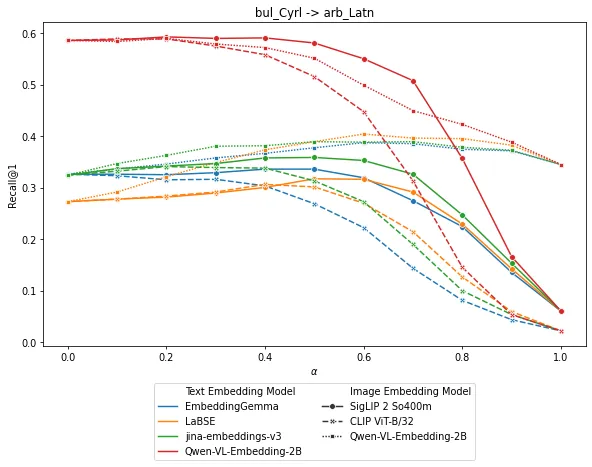 bul_Cyrl -> arb_Latn
Recall@1
0.6
0.5
0.4
0.3
0.2
0.1
0.0
0.0 0.2 0.4 0.6 0.8 1.0
α
Text Embedding Model Image Embedding Model
EmbeddingGemma SigLIP 2 So400m
LaBSE CLIP ViT-B/32
jina-embeddings-v3 Qwen-VL-Embedding-2B
Qwen-VL-Embedding-2B